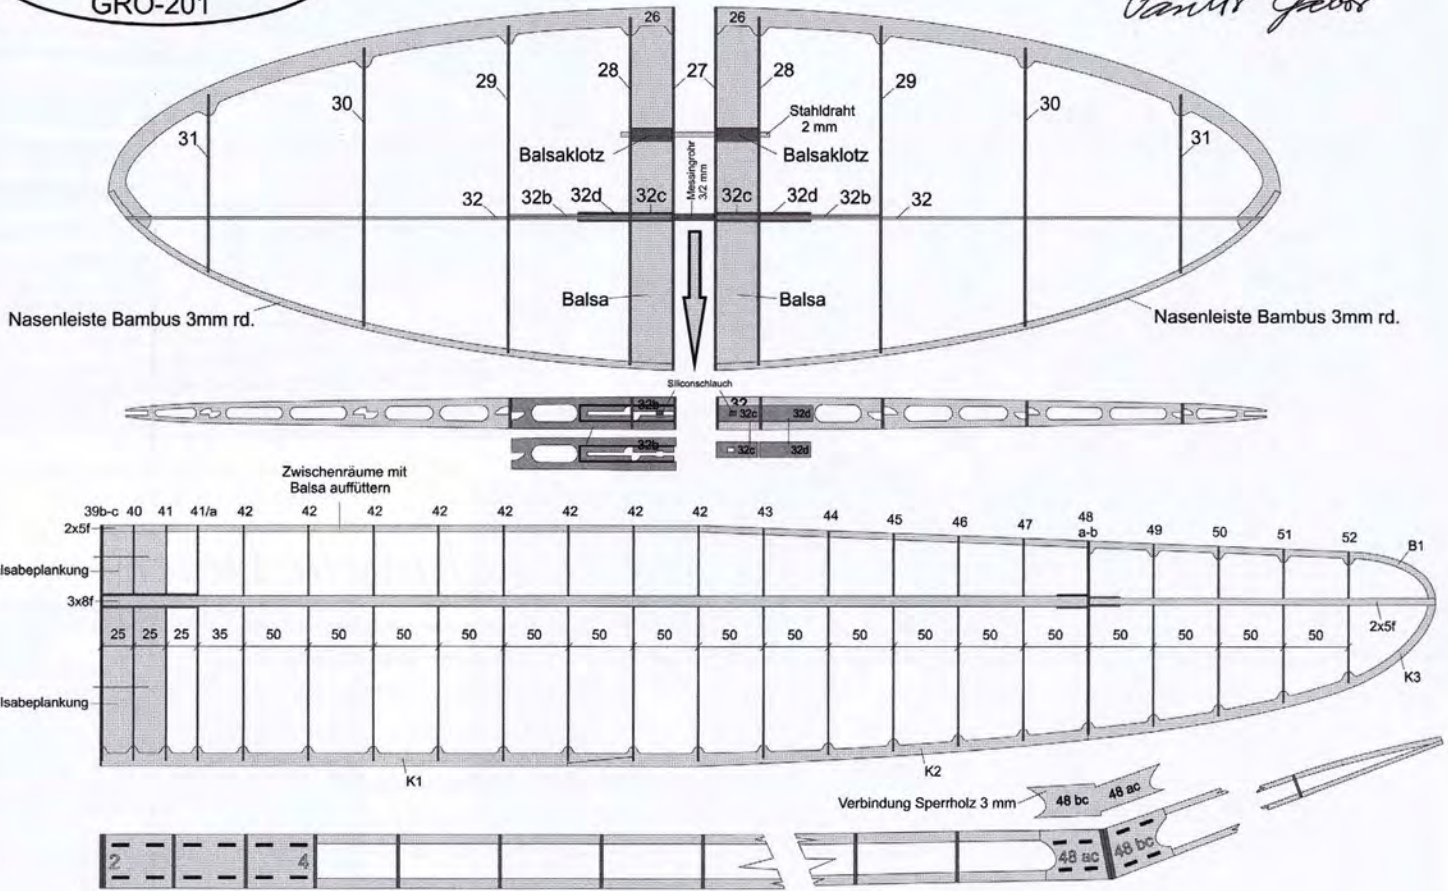 GRO-201
26 26
28 27 28
29 29
30 30
31 31
Stahldraht
2 mm
Balsaklotz Balsaklotz
Messingrohr
3/2 mm
32 32b 32d 32c 32c 32d 32b 32
Balsa Balsa
Nasenleiste Bambus 3mm rd. Nasenleiste Bambus 3mm rd.
Siliconschlauch
32b 32 32c 32d
32b 32c 32d
Zwischenräume mit
Balsa auffüttern
39b-c 40 41 41/a 42 42 42 42 42 42 42 42 43 44 45 46 47 48 a-b 49 50 51 52 B1
2x5f
lsabeplankung
3x8f
25 25 25 35 50 50 50 50 50 50 50 50 50 50 50 50 50 50 50 50 50 2x5f
lsabeplankung
K3
K1 K2
Verbindung Sperrholz 3 mm
48 bc 48 ac
2 4 48 ac 48 bc